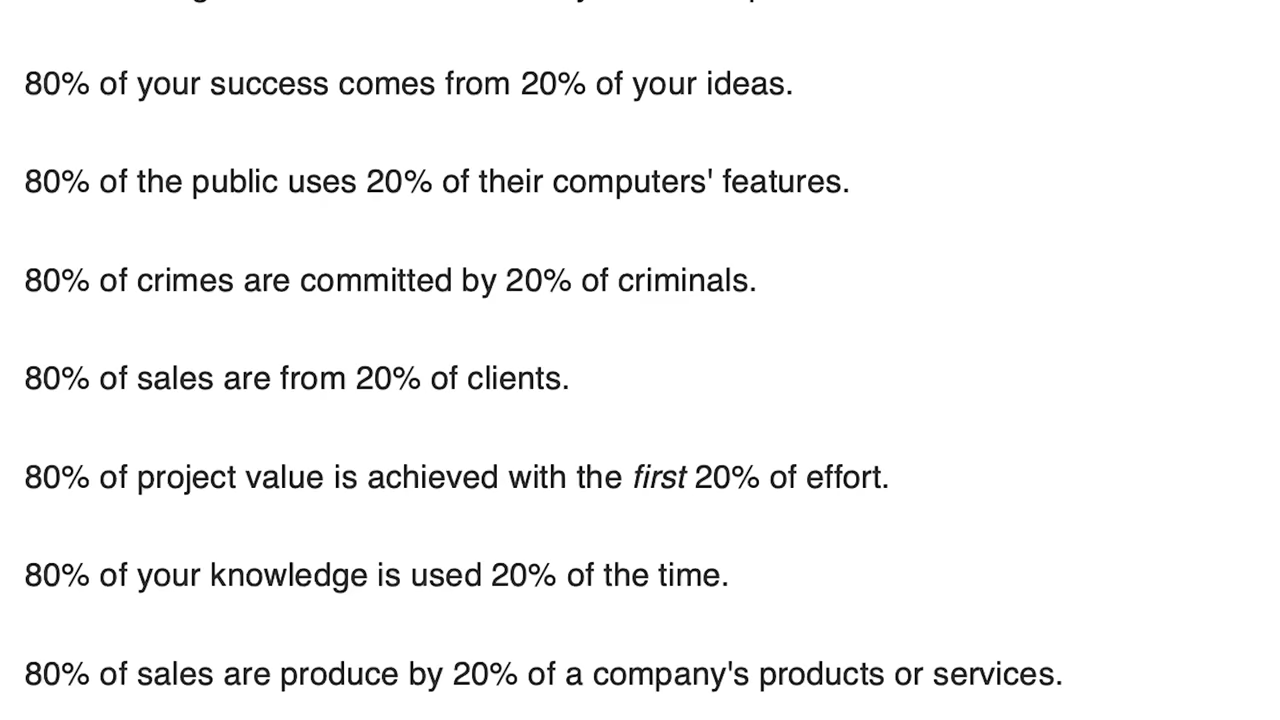 80% of your success comes from 20% of your ideas.
80% of the public uses 20% of their computers' features.
80% of crimes are committed by 20% of criminals.
80% of sales are from 20% of clients.
80% of project value is achieved with the first 20% of effort.
80% of your knowledge is used 20% of the time.
80% of sales are produce by 20% of a company's products or services.